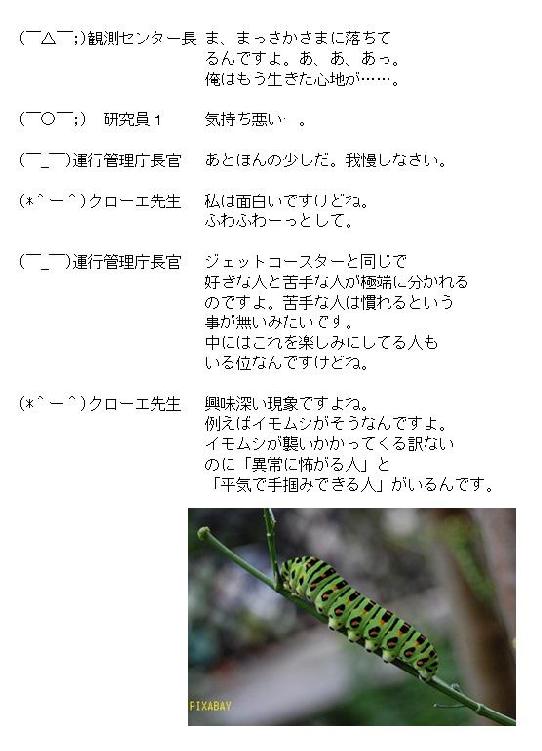 (￣△￣;)観測センター長 ま、まっさかさまに落ちて
るんですよ。あ、あ、あっ。
俺はもう生きた心地が……。
(￣〇￣;) 研究員１ 気持ち悪い…。
(￣_￣)運行管理庁長官 あとほんの少しだ。我慢しなさい。
(*＾ー＾)クローエ先生 私は面白いですけどね。
ふわふわーっとして。
(￣_￣)運行管理庁長官 ジェットコースターと同じで
好きな人と苦手な人が極端に分かれる
のですよ。苦手な人は慣れるという
事が無いみたいです。
中にはこれを楽しみにしてる人も
いる位なんですけどね。
(*＾ー＾)クローエ先生 興味深い現象ですよね。
例えばイモムシがそうなんですよ。
イモムシが襲いかかってくる訳ない
のに「異常に怖がる人」と
「平気で手掴みできる人」がいるんです。
FIXABAY